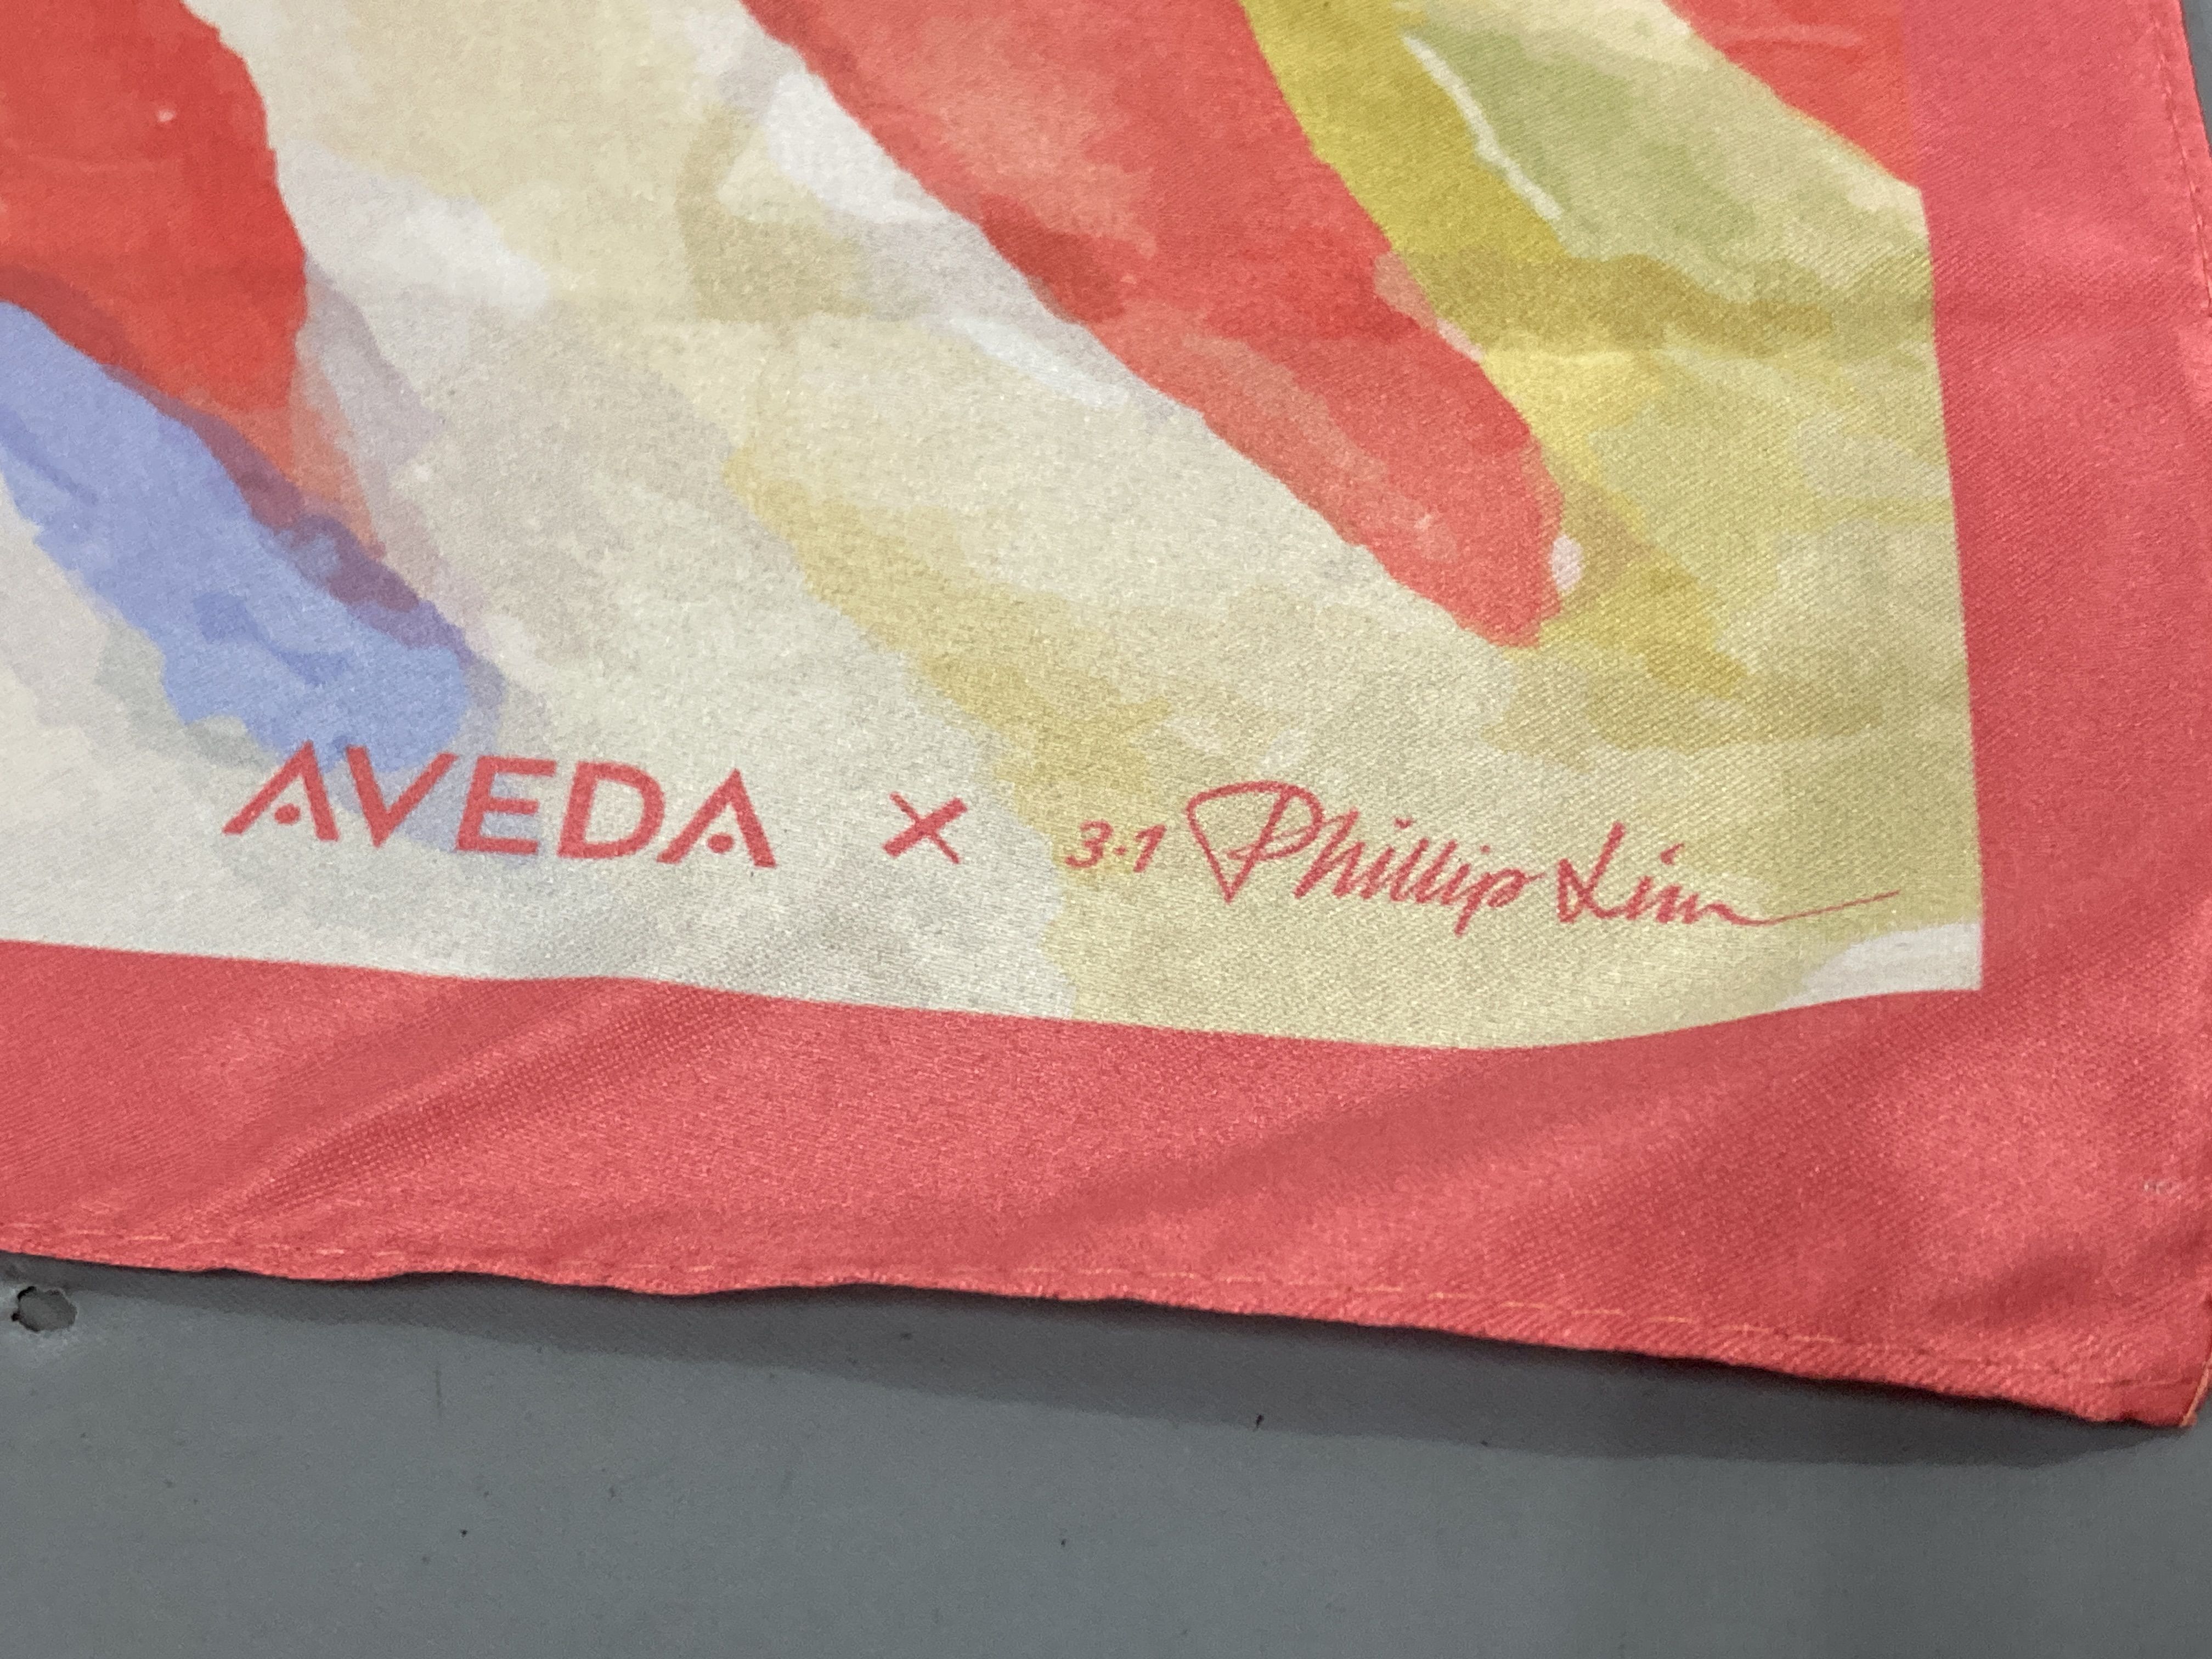 AVEDA × 3.1 Phillip Lim